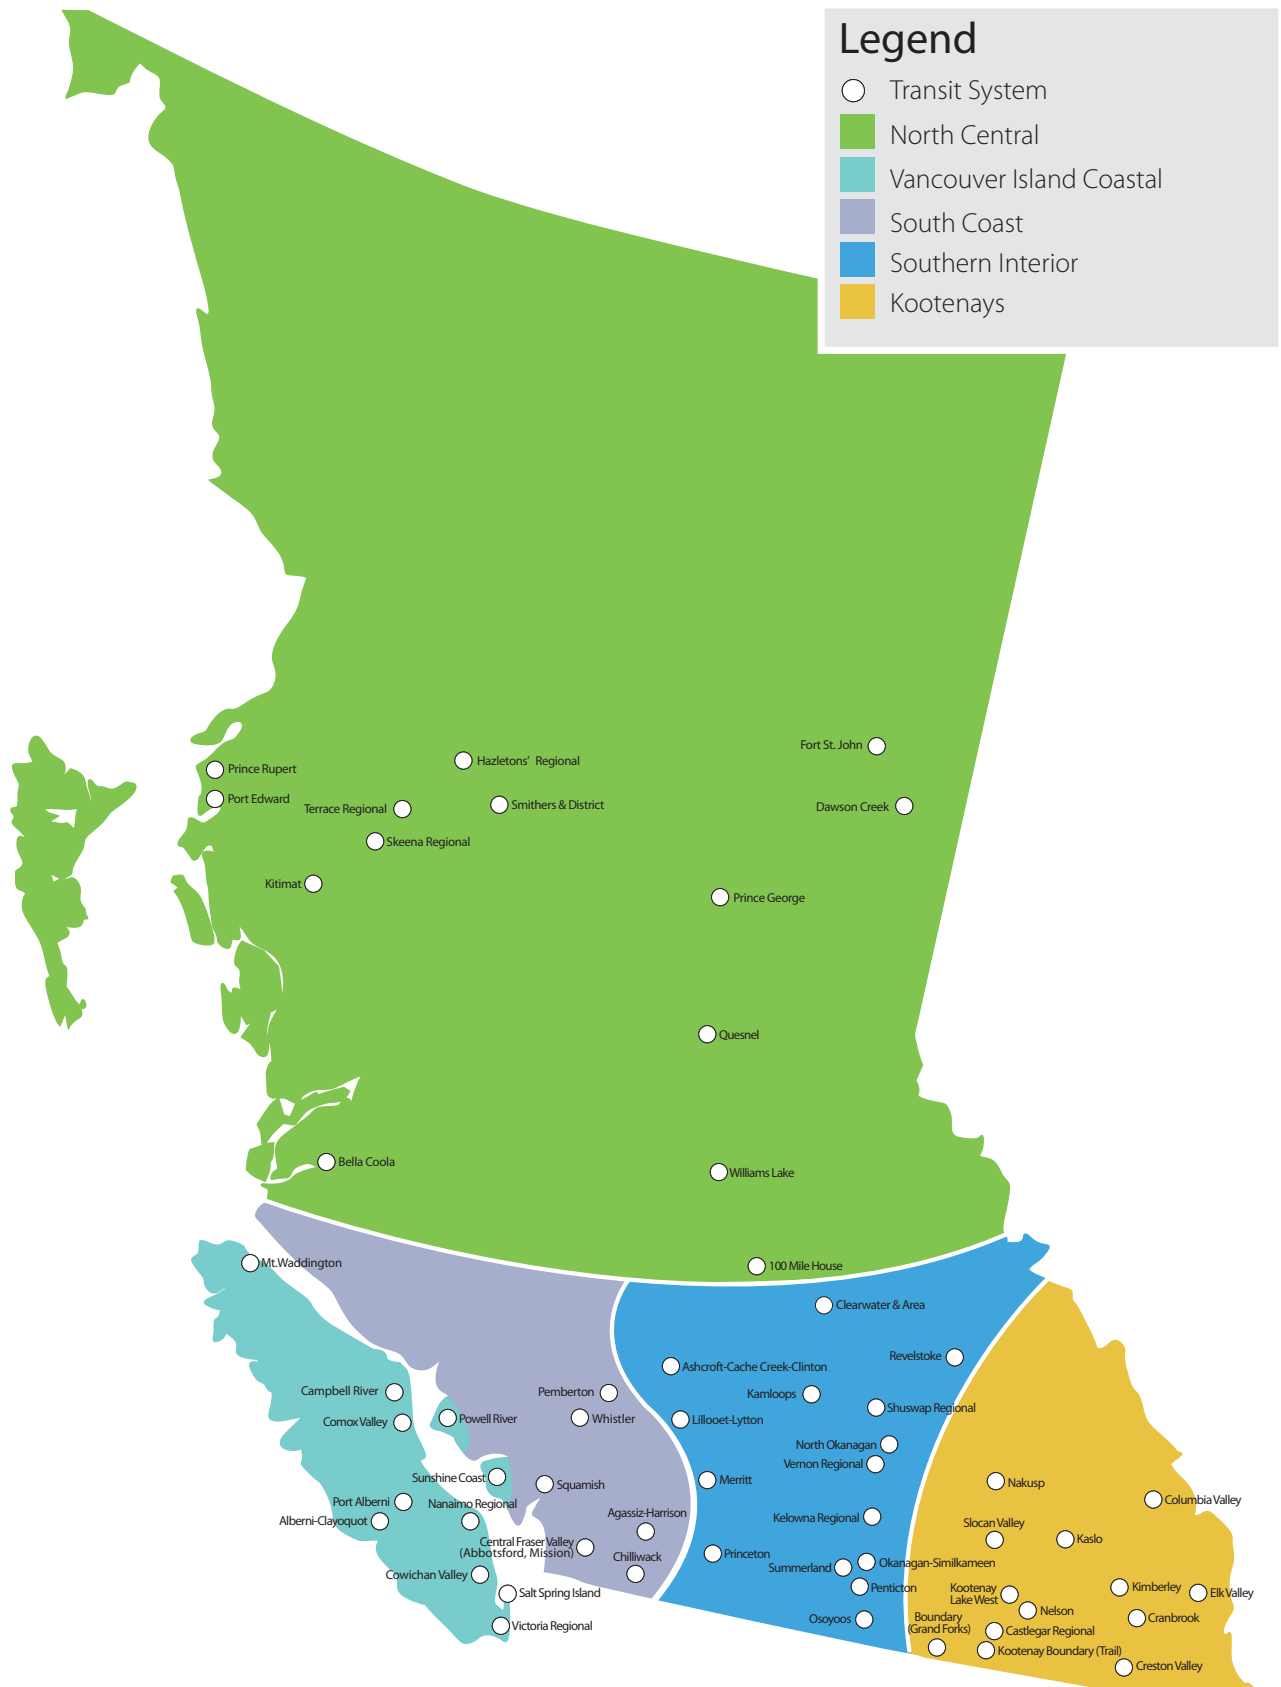 Legend
Transit System
North Central
Vancouver Island Coastal
South Coast
Southern Interior
Kootenays
Fort St. John
Hazletons' Regional
Prince Rupert
Port Edward
Smithers & District
Dawson Creek
Terrace Regional
Skeena Regional
Kitimat
Prince George
Quesnel
Bella Coola
Williams Lake
Mt.Waddington
100 Mile House
Clearwater & Area
Revelstoke
Ashcroft-Cache Creek-Clinton
Campbell River
Pemberton
Kamloops
Shuswap Regional
Comox Valley
Powell River
Whistler
Lillooet-Lytton
North Okanagan
Vernon Regional
Sunshine Coast
Squamish
Merritt
Nakusp
Columbia Valley
Port Alberni
Nanaimo Regional
Alberni-Clayoquot
Agassiz-Harrison
Kelowna Regional
Slocan Valley
Kaslo
Central Fraser Valley
(Abbotsford, Mission)
Chilliwack
Princeton
Summerland
Okanagan-Similkameen
Cowichan Valley
Penticton
Kootenay
Lake West
Kimberley
Elk Valley
Salt Spring Island
Nelson
Cranbrook
Osoyoos
Boundary
(Grand Forks)
Victoria Regional
Castlegar Regional
Kootenay Boundary (Trail)
Creston Valley